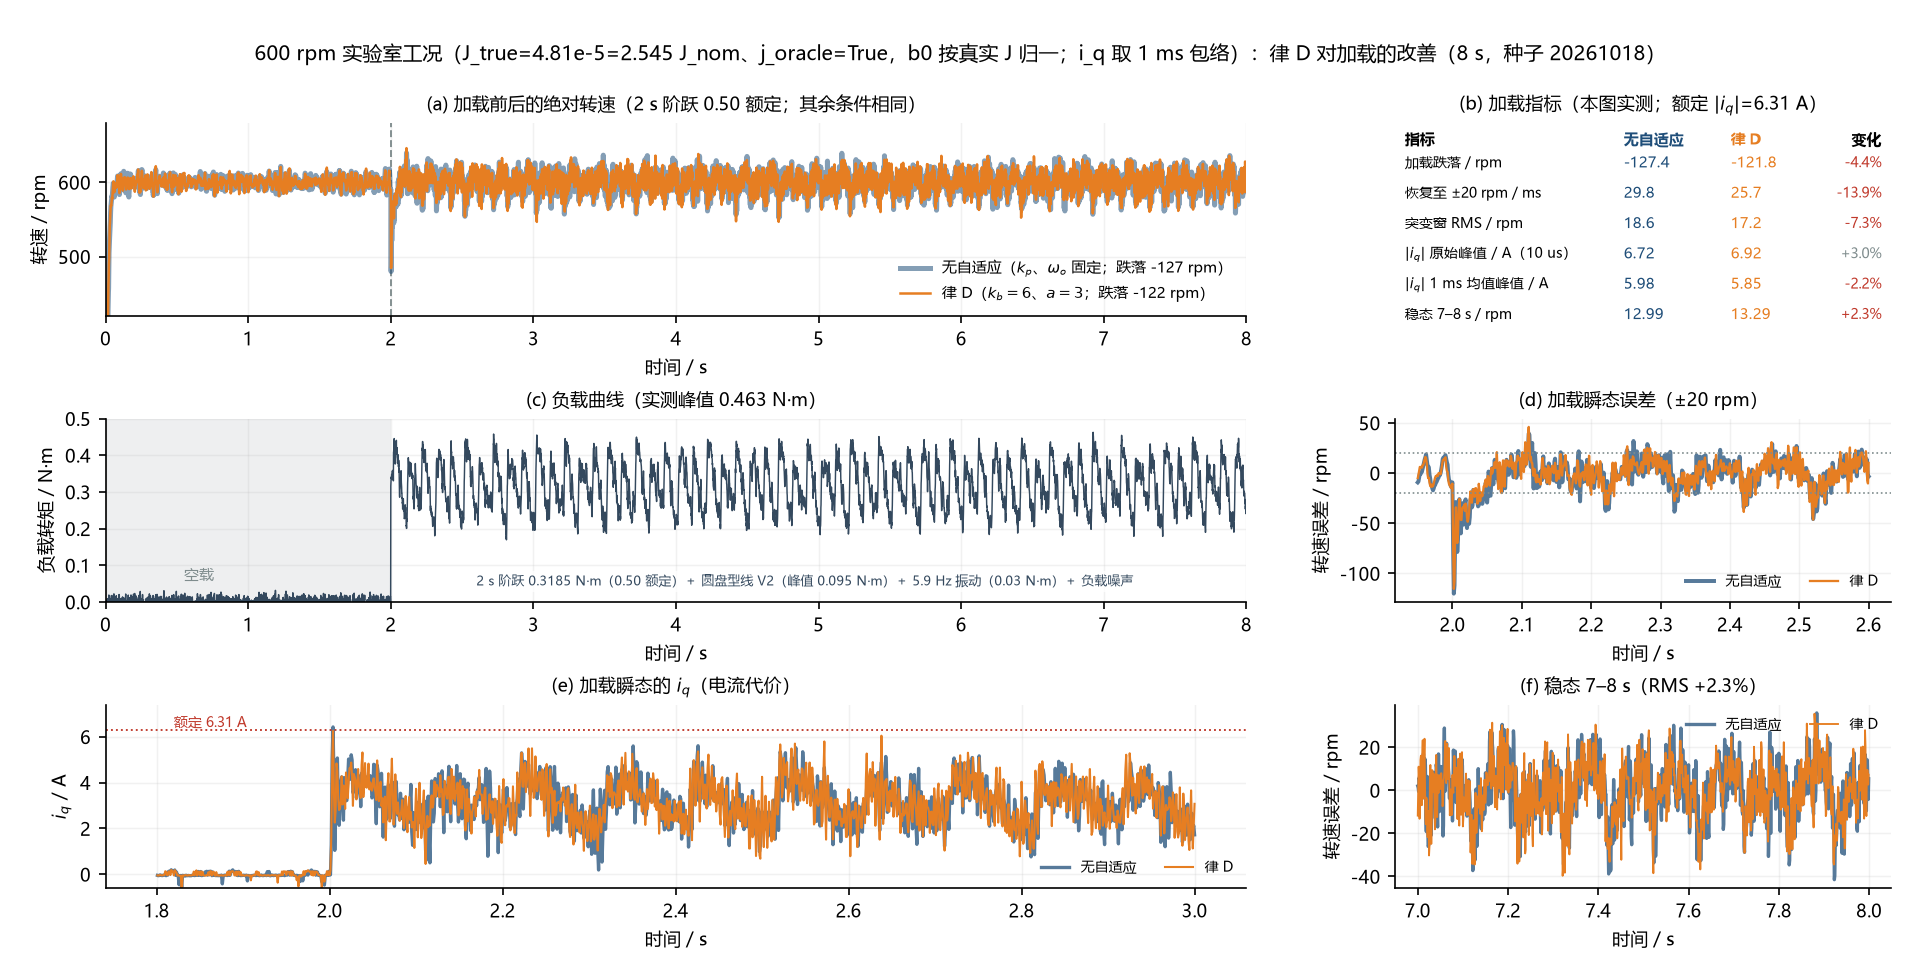 600 rpm 实验室工况（J_true=4.81e-5=2.545 J_nom、j_oracle=True，b0 按真实 J 归一；i_q 取 1 ms 包络）：律 D 对加载的改善（8 s，种子 20261018）
(a) 加载前后的绝对转速（2 s 阶跃 0.50 额定；其余条件相同）
转速 / rpm
600
500
无自适应（k_p、ω_o 固定；跌落 -127 rpm）
律 D（k_b = 6、a = 3；跌落 -122 rpm）
0 1 2 3 4 5 6 7 8
时间 / s
(b) 加载指标（本图实测；额定 |i_q|=6.31 A）
指标 无自适应 律 D 变化
加载跌落 / rpm -127.4 -121.8 -4.4%
恢复至 ±20 rpm / ms 29.8 25.7 -13.9%
突变窗 RMS / rpm 18.6 17.2 -7.3%
|i_q| 原始峰值 / A（10 us） 6.72 6.92 +3.0%
|i_q| 1 ms 均值峰值 / A 5.98 5.85 -2.2%
稳态 7–8 s / rpm 12.99 13.29 +2.3%
(c) 负载曲线（实测峰值 0.463 N·m）
负载转矩 / N·m
0.5
0.4
0.3
0.2
0.1
0.0
空载
2 s 阶跃 0.3185 N·m（0.50 额定）+ 圆盘型线 V2（峰值 0.095 N·m）+ 5.9 Hz 振动（0.03 N·m）+ 负载噪声
0 1 2 3 4 5 6 7 8
时间 / s
(d) 加载瞬态误差（±20 rpm）
转速误差 / rpm
50
0
-50
-100
无自适应 律 D
2.0 2.1 2.2 2.3 2.4 2.5 2.6
时间 / s
(e) 加载瞬态的 i_q（电流代价）
i_q / A
额定 6.31 A
6
4
2
0
无自适应 律 D
1.8 2.0 2.2 2.4 2.6 2.8 3.0
时间 / s
(f) 稳态 7–8 s（RMS +2.3%）
转速误差 / rpm
无自适应 律 D
20
0
-20
-40
7.0 7.2 7.4 7.6 7.8 8.0
时间 / s